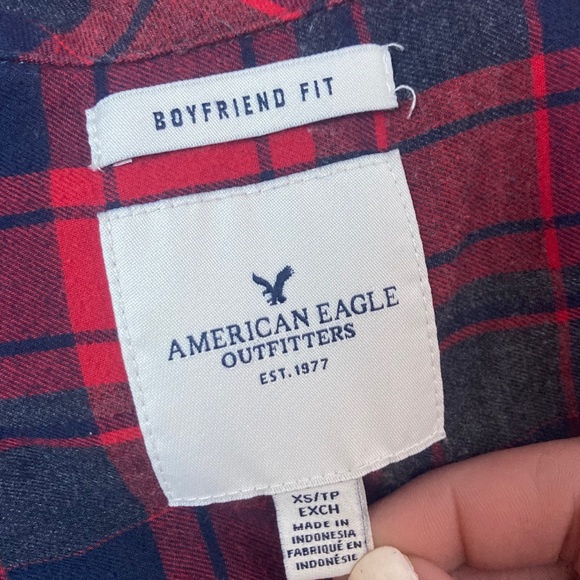 BOYFRIEND FIT
AMERICAN EAGLE
OUTFITTERS
EST. 1977
XS/TP
EXCH
MADE IN
INDONESIA
FABRIQUÉ EN
INDONÉSIE